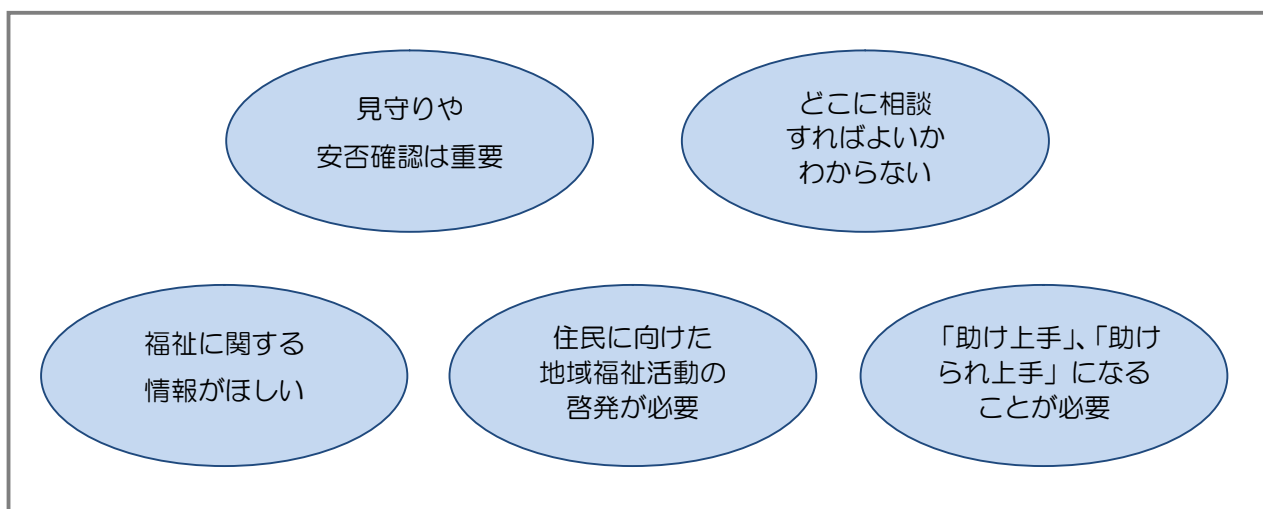 見守りや
安否確認は重要
どこに相談
すればよいか
わからない
福祉に関する
情報がほしい
住民に向けた
地域福祉活動の
啓発が必要
「助け上手」、「助け
られ上手」になる
ことが必要